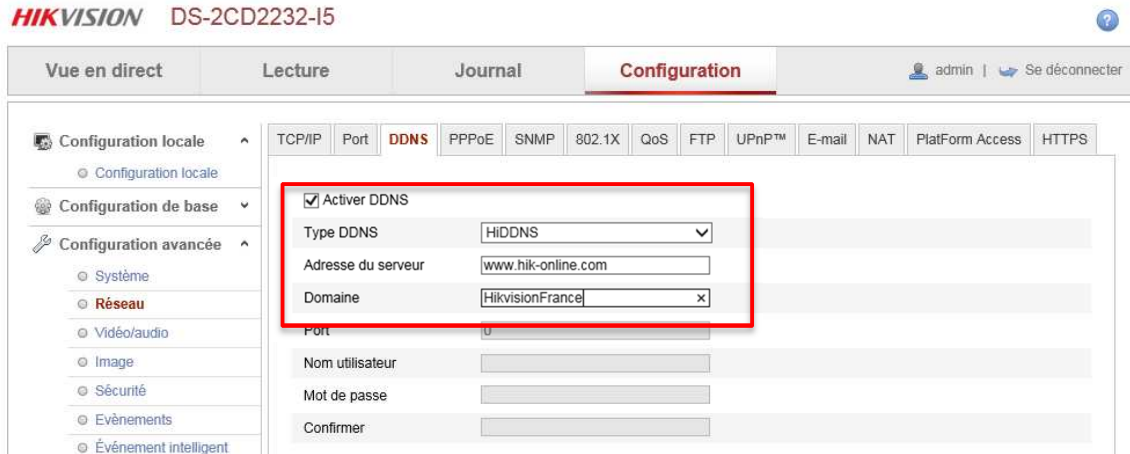 HIKVISION DS-2CD2232-I5
?
Vue en direct Lecture Journal Configuration admin | Se déconnecter
Configuration locale
Configuration locale
Configuration de base
Configuration avancée
Système
Réseau
Vidéo/audio
Image
Sécurité
Evènements
Événement intelligent
TCP/IP Port DDNS PPPoE SNMP 802.1X QoS FTP UPnP™ E-mail NAT PlatForm Access HTTPS
Activer DDNS
Type DDNS HiDDNS
Adresse du serveur www.hik-online.com
Domaine HikvisionFrance x
Port 0
Nom utilisateur
Mot de passe
Confirmer